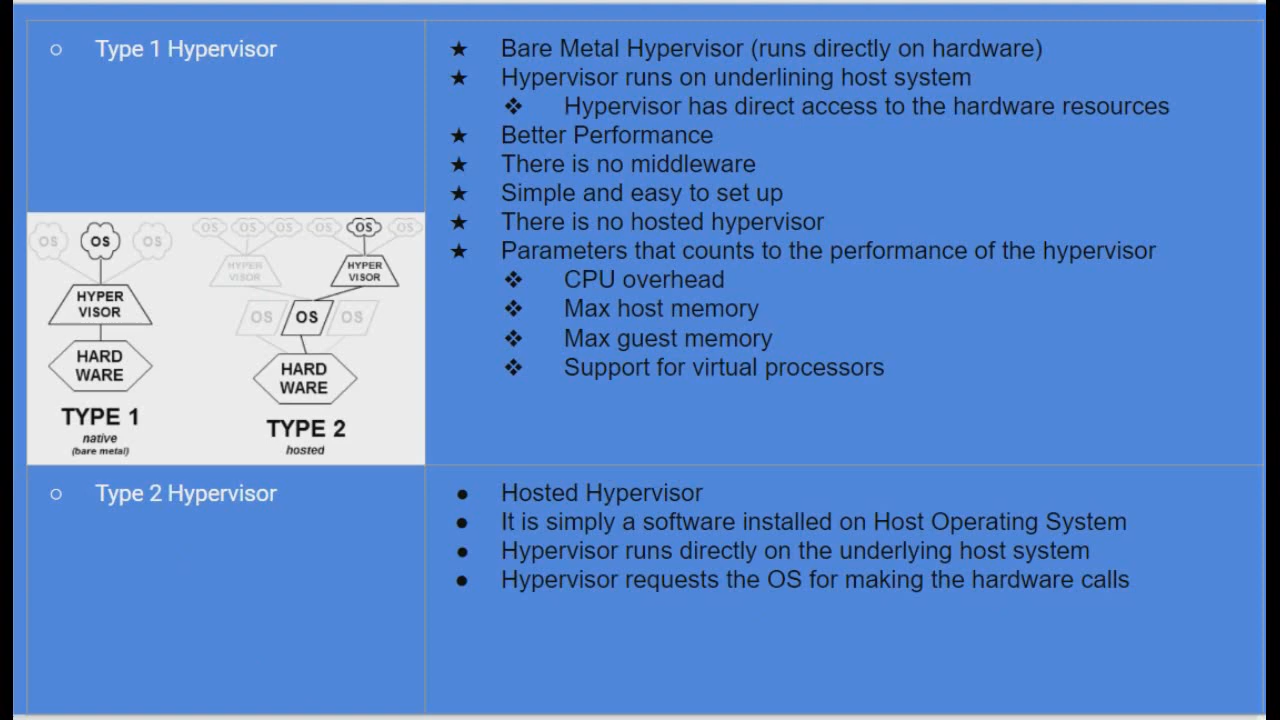 ○ Type 1 Hypervisor
★ Bare Metal Hypervisor (runs directly on hardware)
★ Hypervisor runs on underlining host system
❖ Hypervisor has direct access to the hardware resources
★ Better Performance
★ There is no middleware
★ Simple and easy to set up
★ There is no hosted hypervisor
★ Parameters that counts to the performance of the hypervisor
❖ CPU overhead
❖ Max host memory
❖ Max guest memory
❖ Support for virtual processors
OS OS OS
HYPER
VISOR
HARD
WARE
TYPE 1
native
(bare metal)
OS OS OS OS OS OS
HYPER
VISOR
HYPER
VISOR
OS OS OS
HARD
WARE
TYPE 2
hosted
○ Type 2 Hypervisor
● Hosted Hypervisor
● It is simply a software installed on Host Operating System
● Hypervisor runs directly on the underlying host system
● Hypervisor requests the OS for making the hardware calls